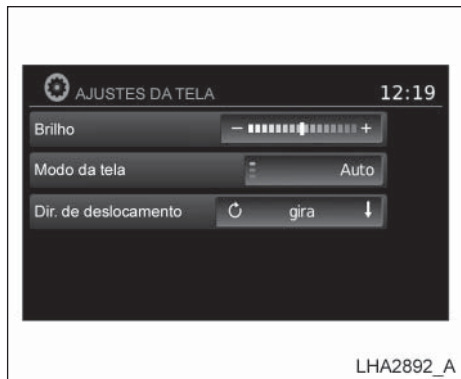 AJUSTES DA TELA 12:19
Brilho - +
Modo da tela Auto
Dir. de deslocamento gira
LHA2892_A